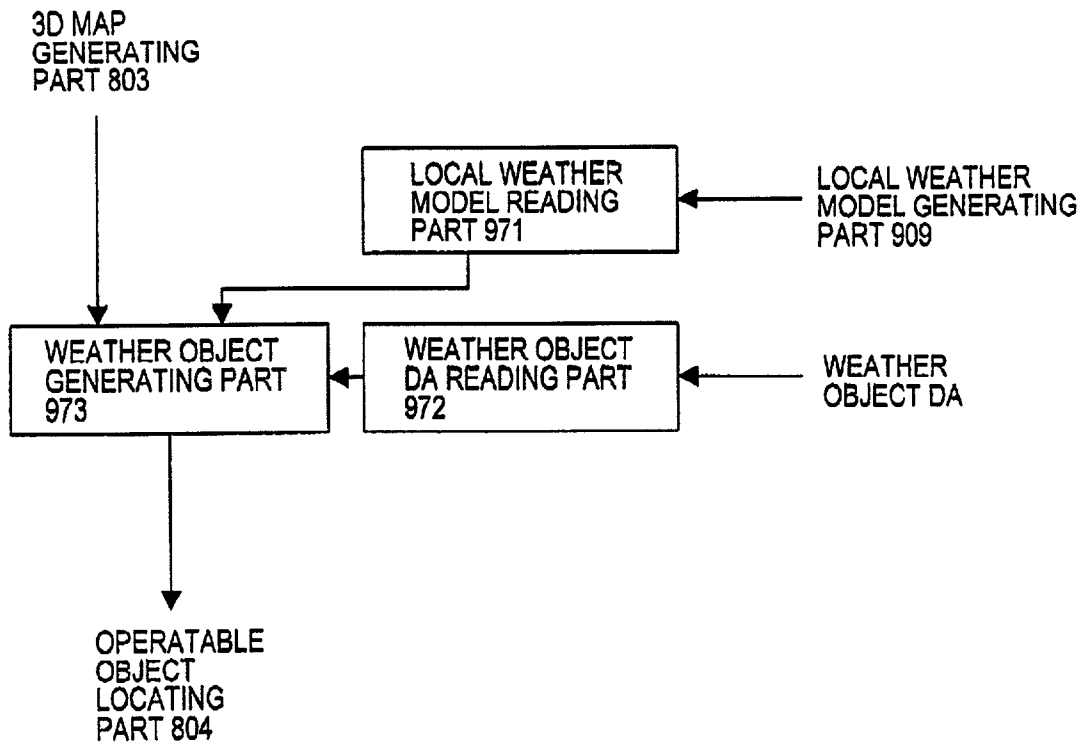 3D MAP
GENERATING
PART 803
LOCAL WEATHER
MODEL READING
PART 971
LOCAL WEATHER
MODEL GENERATING
PART 909
WEATHER OBJECT
GENERATING PART
973
WEATHER OBJECT
DA READING PART
972
WEATHER
OBJECT DA
OPERATABLE
OBJECT
LOCATING
PART 804